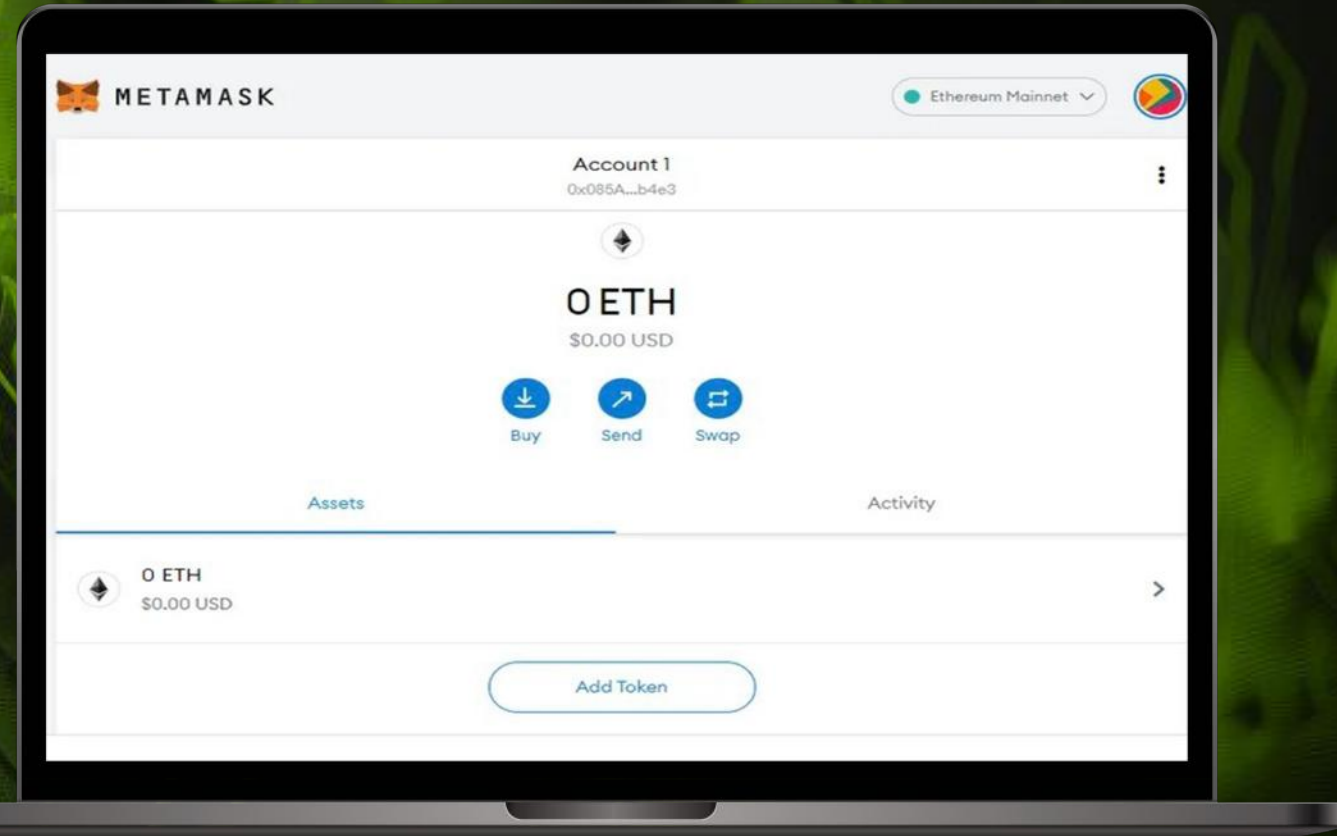 METAMASK
Ethereum Mainnet
Account 1
0x085A...b4e3
0 ETH
$0.00 USD
Buy Send Swap
Assets Activity
0 ETH
$0.00 USD
Add Token